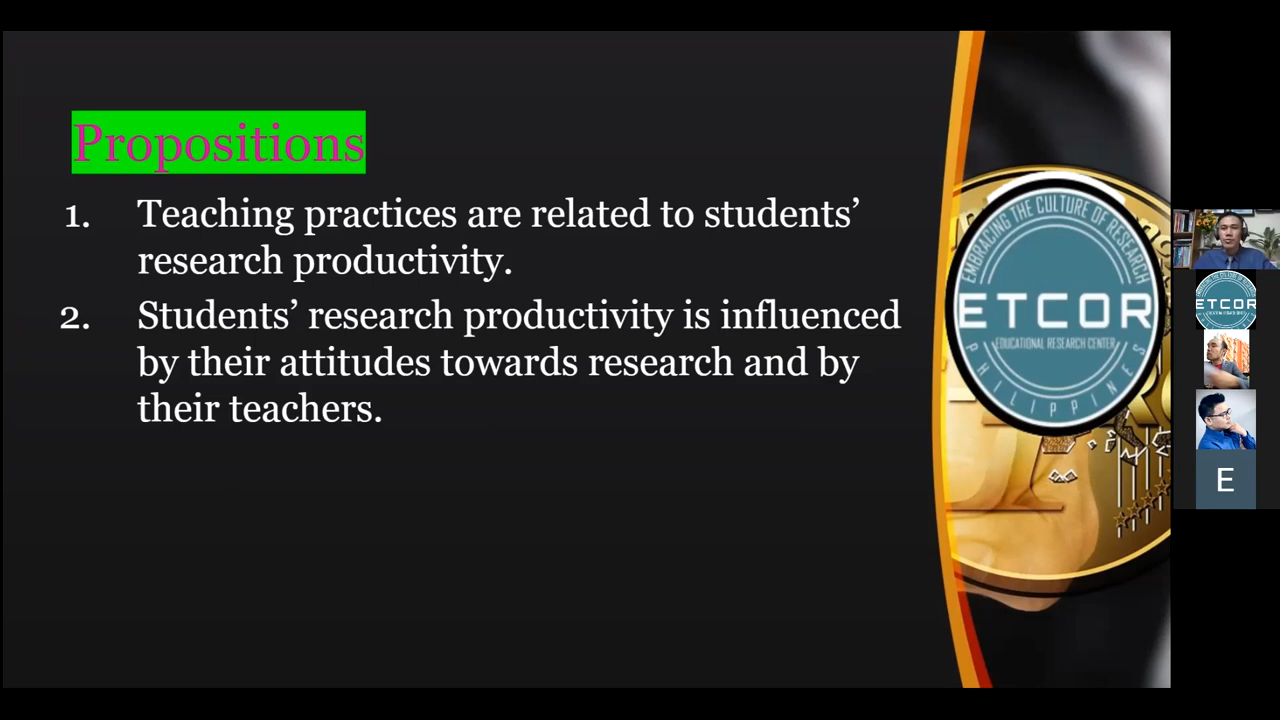 Propositions
1. Teaching practices are related to students’
research productivity.
2. Students’ research productivity is influenced
by their attitudes towards research and by
their teachers.
EMBRACING THE CULTURE OF RESEARCH
ETCOR
EDUCATIONAL RESEARCH CENTER
PHILIPPINES
ETCOR
E